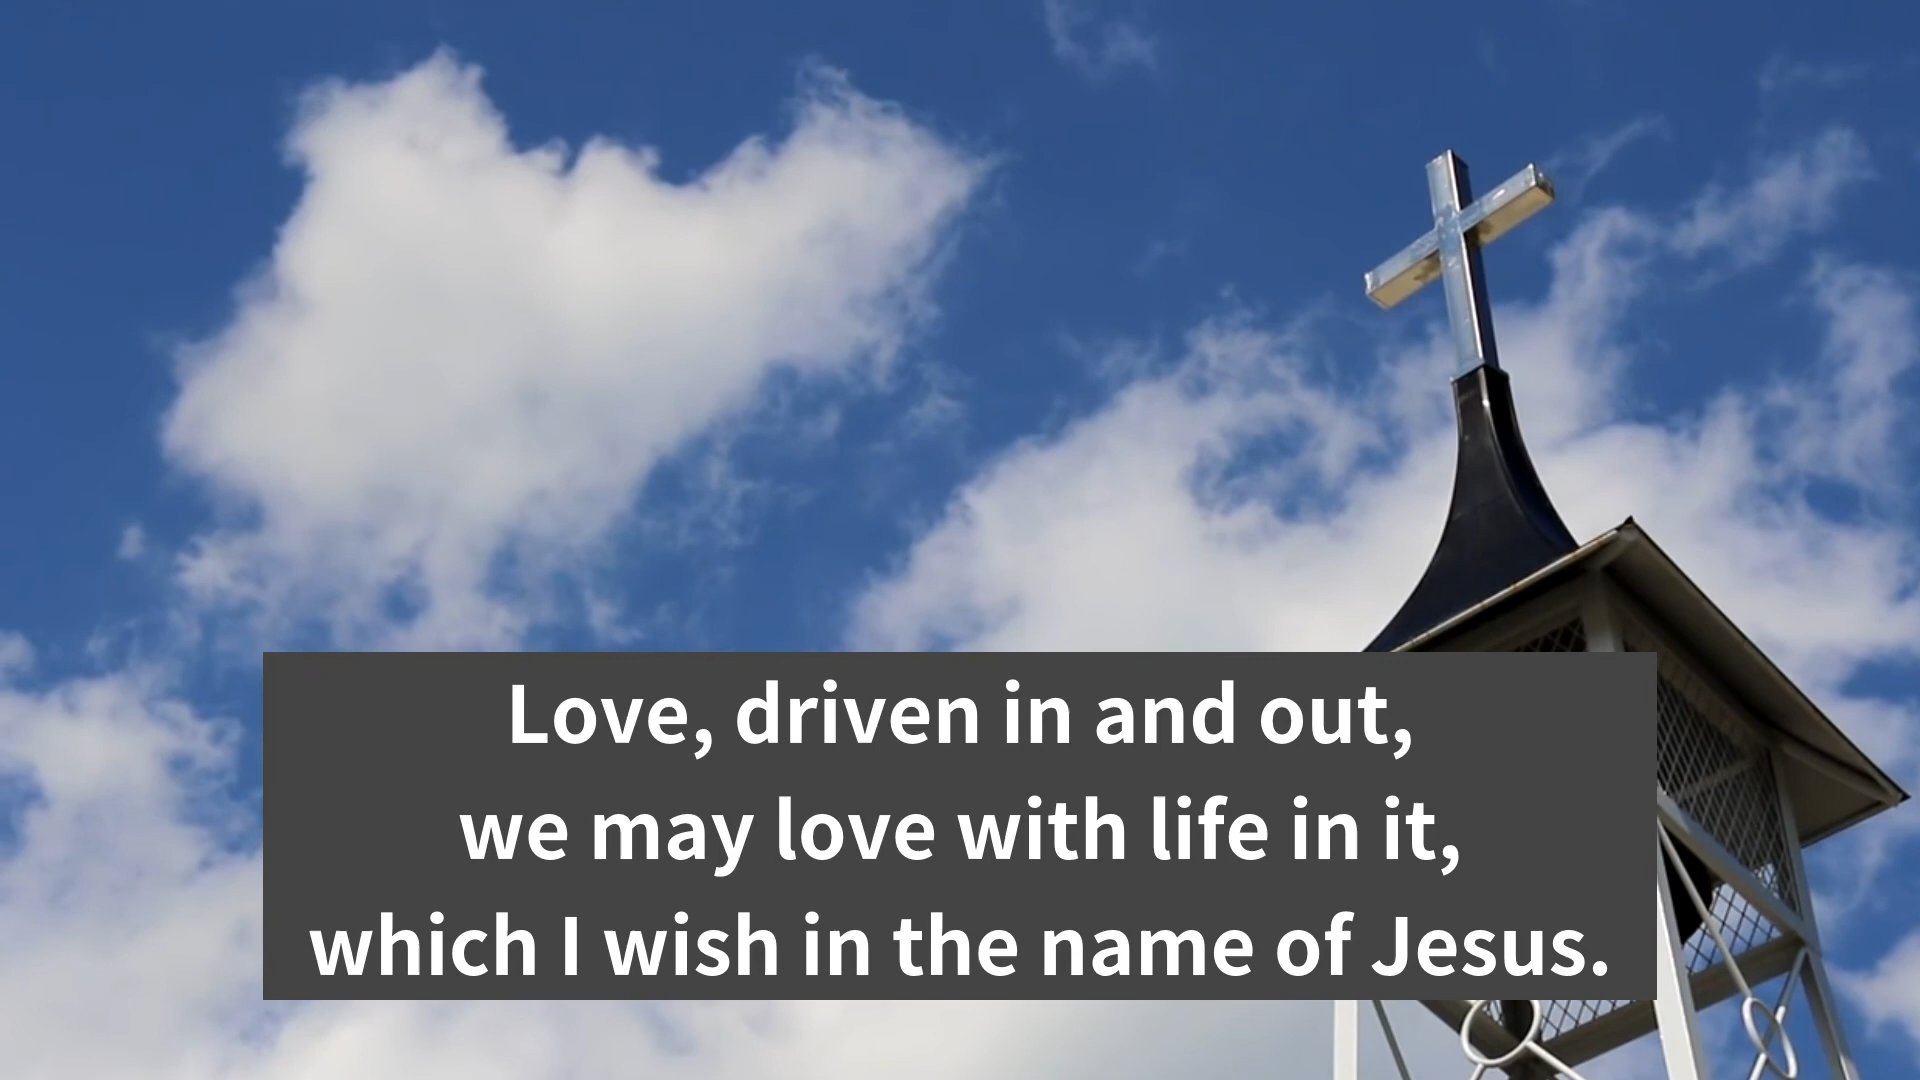 Love, driven in and out,
we may love with life in it,
which I wish in the name of Jesus.